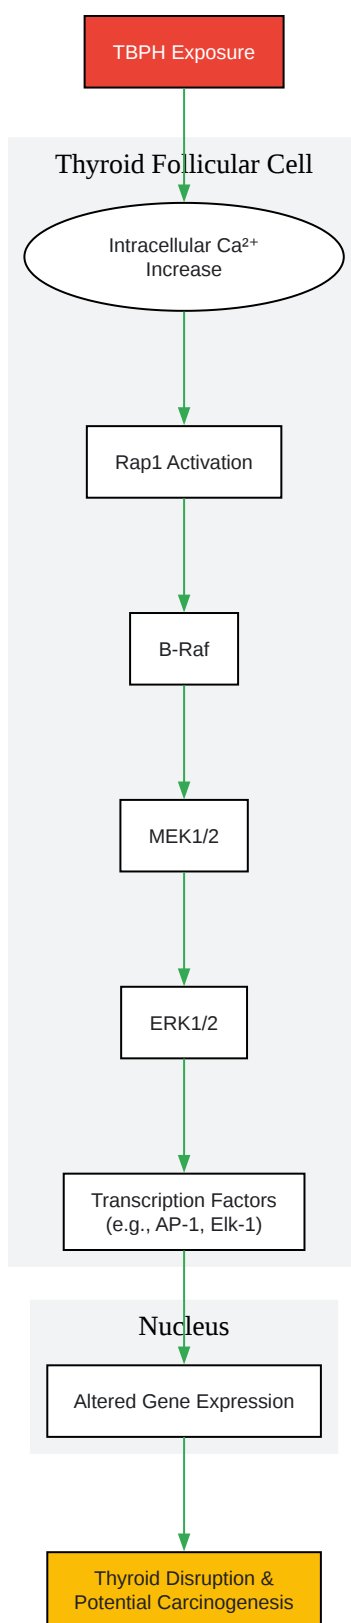 TBPH Exposure
Thyroid Follicular Cell
Intracellular Ca²⁺
Increase
Rap1 Activation
B-Raf
MEK1/2
ERK1/2
Transcription Factors
(e.g., AP-1, Elk-1)
Nucleus
Altered Gene Expression
Thyroid Disruption &
Potential Carcinogenesis